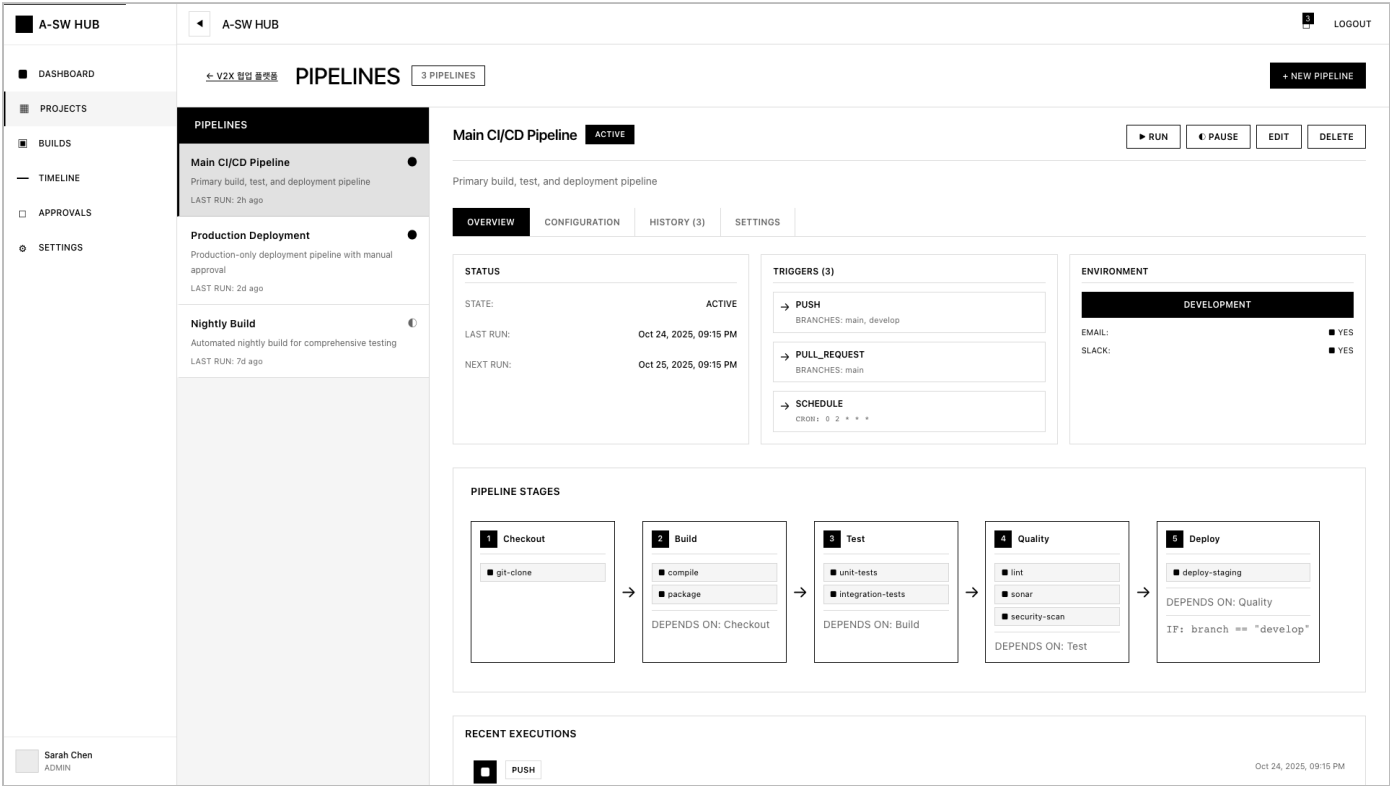 A-SW HUB
A-SW HUB
3
LOGOUT
DASHBOARD
PROJECTS
BUILDS
TIMELINE
APPROVALS
SETTINGS
← V2X 협업 플랫폼
PIPELINES
3 PIPELINES
+ NEW PIPELINE
PIPELINES
Main CI/CD Pipeline
Primary build, test, and deployment pipeline
LAST RUN: 2h ago
Production Deployment
Production-only deployment pipeline with manual
approval
LAST RUN: 2d ago
Nightly Build
Automated nightly build for comprehensive testing
LAST RUN: 7d ago
Main CI/CD Pipeline
ACTIVE
RUN
PAUSE
EDIT
DELETE
Primary build, test, and deployment pipeline
OVERVIEW
CONFIGURATION
HISTORY (3)
SETTINGS
STATUS
STATE: ACTIVE
LAST RUN: Oct 24, 2025, 09:15 PM
NEXT RUN: Oct 25, 2025, 09:15 PM
TRIGGERS (3)
→ PUSH
BRANCHES: main, develop
→ PULL_REQUEST
BRANCHES: main
→ SCHEDULE
CRON: 0 2 * * *
ENVIRONMENT
DEVELOPMENT
EMAIL: YES
SLACK: YES
PIPELINE STAGES
1 Checkout
git-clone
→
2 Build
compile
package
DEPENDS ON: Checkout
→
3 Test
unit-tests
integration-tests
DEPENDS ON: Build
→
4 Quality
lint
sonar
security-scan
DEPENDS ON: Test
→
5 Deploy
deploy-staging
DEPENDS ON: Quality
IF: branch == "develop"
RECENT EXECUTIONS
PUSH
Oct 24, 2025, 09:15 PM
Sarah Chen
ADMIN